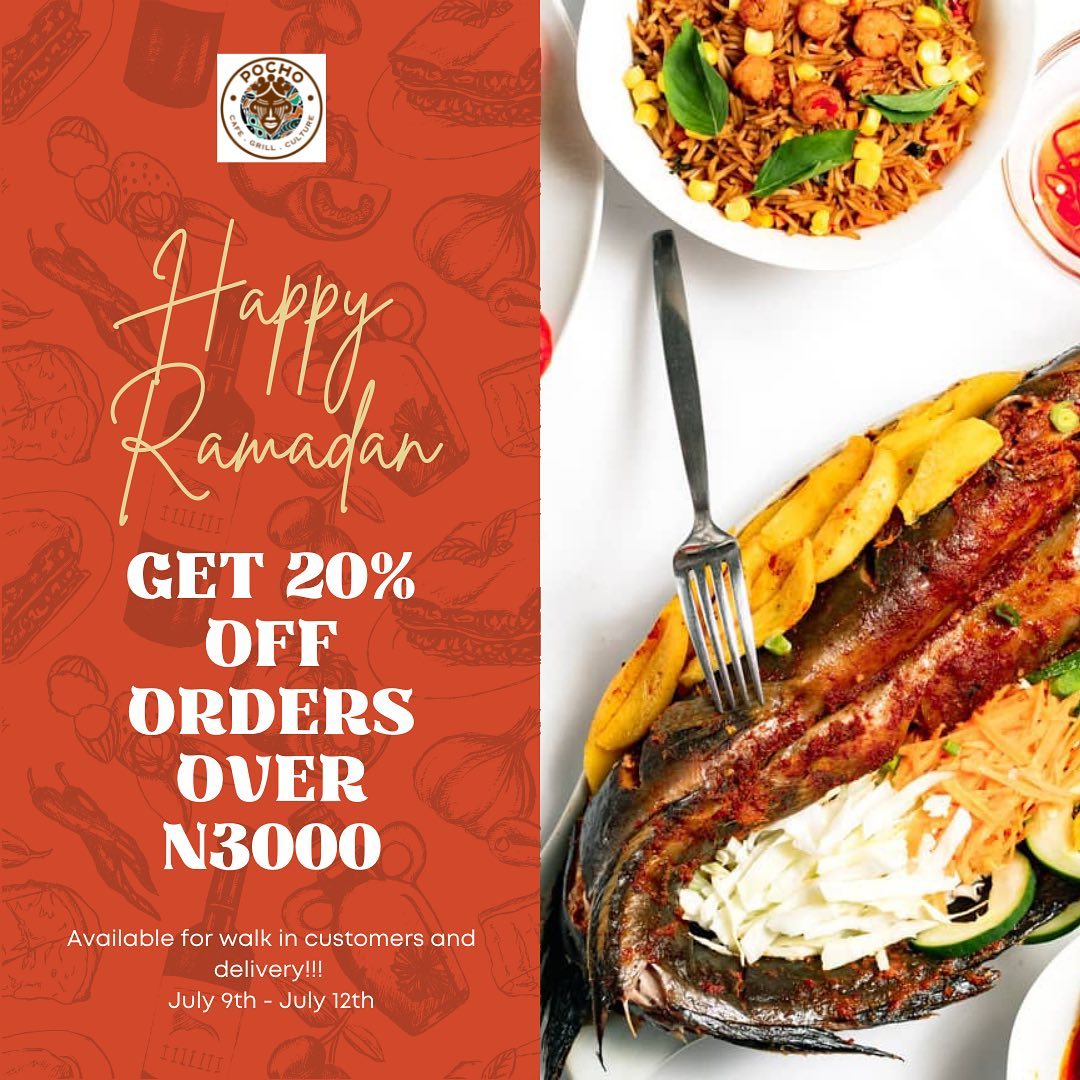 POCHO
CAFE . GRILL . CULTURE
Happy
Ramadan
GET 20%
OFF
ORDERS
OVER
N3000
Available for walk in customers and
delivery!!!
July 9th - July 12th